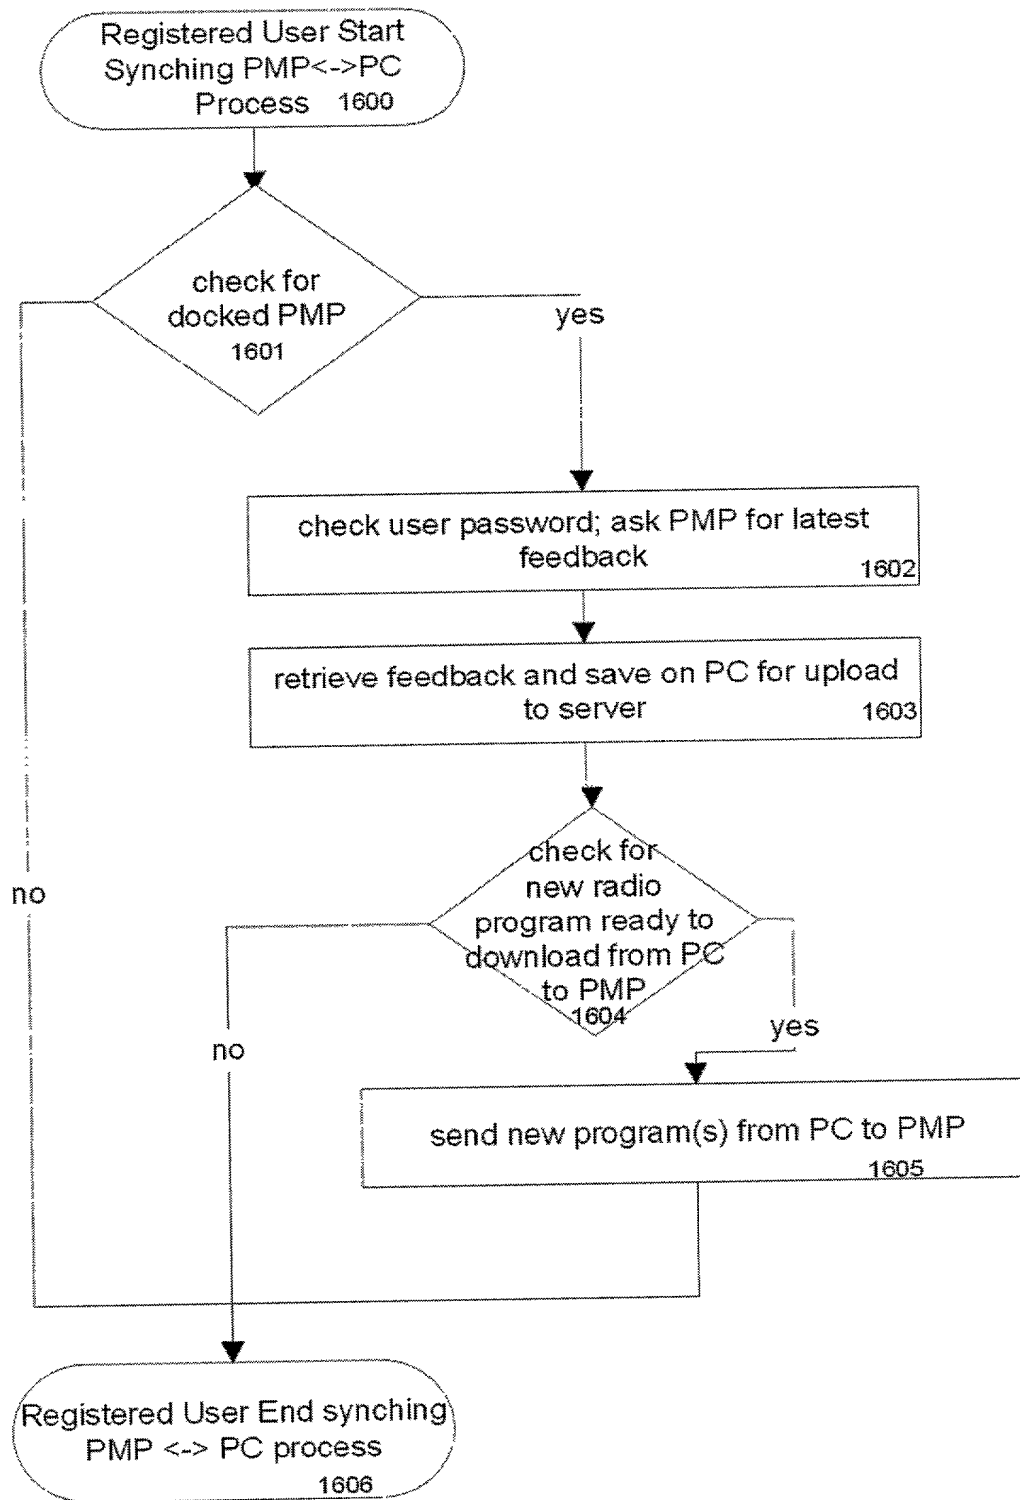 Registered User Start
Synching PMP<->PC
Process 1600
check for
docked PMP
1601
yes
check user password; ask PMP for latest
feedback
1602
retrieve feedback and save on PC for upload
to server
1603
no
check for
new radio
program ready to
download from PC
to PMP
1604
no
yes
send new program(s) from PC to PMP
1605
Registered User End synching
PMP <-> PC process
1606